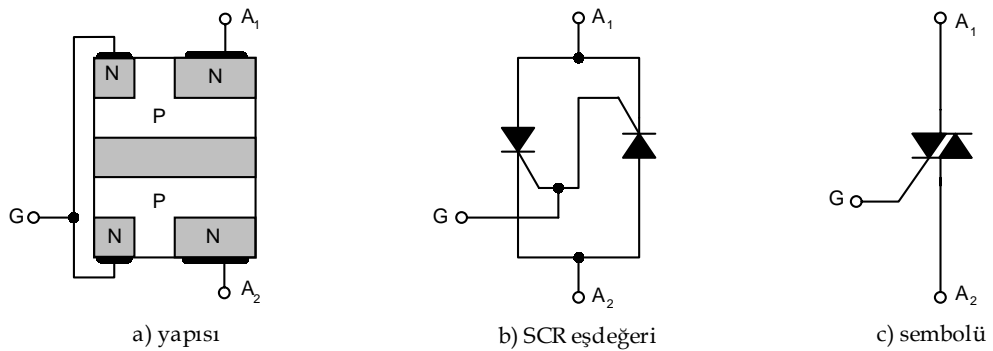 A1
N
N
P
P
G
N
N
A2
a) yapısı
A1
G
A2
b) SCR eşdeğeri
A1
G
A2
c) sembolü